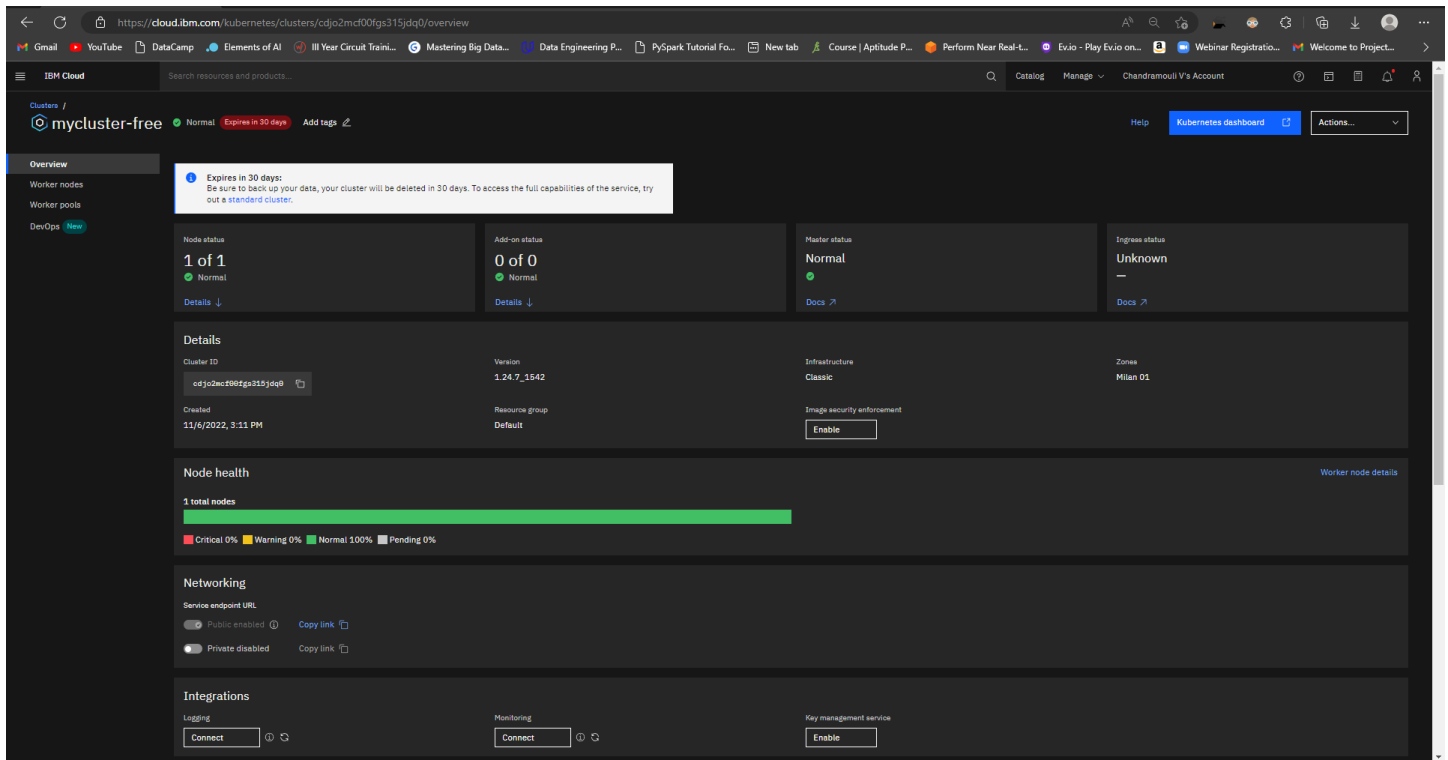 https://cloud.ibm.com/kubernetes/clusters/cdjo2mcf00fgs315jdq0/overview
Gmail YouTube DataCamp Elements of AI III Year Circuit Traini... Mastering Big Data... Data Engineering P... PySpark Tutorial Fo... New tab Course | Aptitude P... Perform Near Real-t... Ev.io - Play Ev.io on... Webinar Registratio... Welcome to Project...
IBM Cloud Search resources and products... Catalog Manage Chandramouli V's Account
Clusters /
mycluster-free Normal Expires in 30 days Add tags Help Kubernetes dashboard Actions...
Overview
Worker nodes
Worker pools
DevOps New
Expires in 30 days:
Be sure to back up your data, your cluster will be deleted in 30 days. To access the full capabilities of the service, try
out a standard cluster.
Node status Add-on status Master status Ingress status
1 of 1 0 of 0 Normal Unknown
Normal Normal —
Details ↓ Details ↓ Docs ↗ Docs ↗
Details
Cluster ID Version Infrastructure Zones
cdjo2mcf00fgs315jdq0 1.24.7_1542 Classic Milan 01
Created Resource group Image security enforcement
11/6/2022, 3:11 PM Default Enable
Node health Worker node details
1 total nodes
Critical 0% Warning 0% Normal 100% Pending 0%
Networking
Service endpoint URL
Public enabled Copy link
Private disabled Copy link
Integrations
Logging Monitoring Key management service
Connect Connect Enable